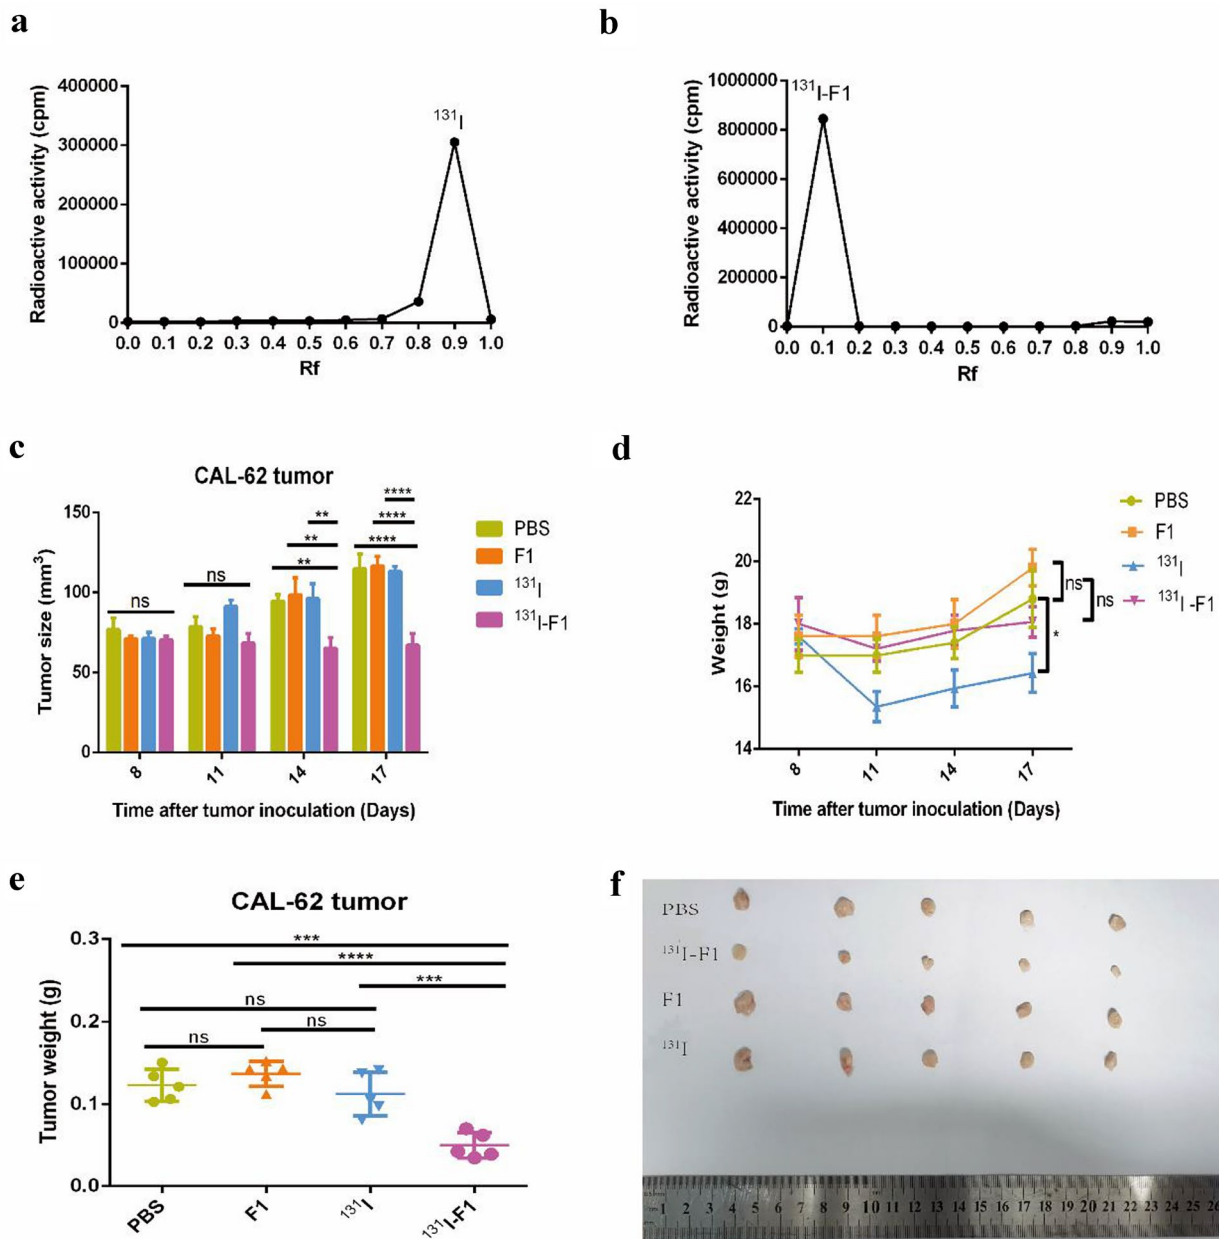 a
400000
300000
200000
100000
0
Radioactive activity (cpm)
¹³¹I
0.0 0.1 0.2 0.3 0.4 0.5 0.6 0.7 0.8 0.9 1.0
Rf
b
1000000
800000
600000
400000
200000
0
Radioactive activity (cpm)
¹³¹I-F1
0.0 0.1 0.2 0.3 0.4 0.5 0.6 0.7 0.8 0.9 1.0
Rf
c
CAL-62 tumor
150
100
50
0
Tumor size (mm³)
ns
ns
**
**
**
****
****
****
PBS
F1
¹³¹I
¹³¹I-F1
8 11 14 17
Time after tumor inoculation (Days)
d
22
20
18
16
14
Weight (g)
PBS
F1
¹³¹I
¹³¹I -F1
ns
ns
*
8 11 14 17
Time after tumor inoculation (Days)
e
CAL-62 tumor
0.3
0.2
0.1
0.0
Tumor weight (g)
***
****
***
ns
ns
ns
PBS F1 ¹³¹I ¹³¹I-F1
f
PBS
¹³¹I-F1
F1
¹³¹I
1 2 3 4 5 6 7 8 9 10 11 12 13 14 15 16 17 18 19 20 21 22 23 24 25 26